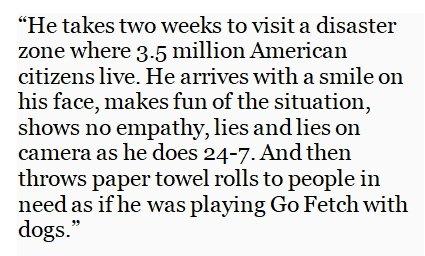 “He takes two weeks to visit a disaster
zone where 3.5 million American
citizens live. He arrives with a smile on
his face, makes fun of the situation,
shows no empathy, lies and lies on
camera as he does 24-7. And then
throws paper towel rolls to people in
need as if he was playing Go Fetch with
dogs.”